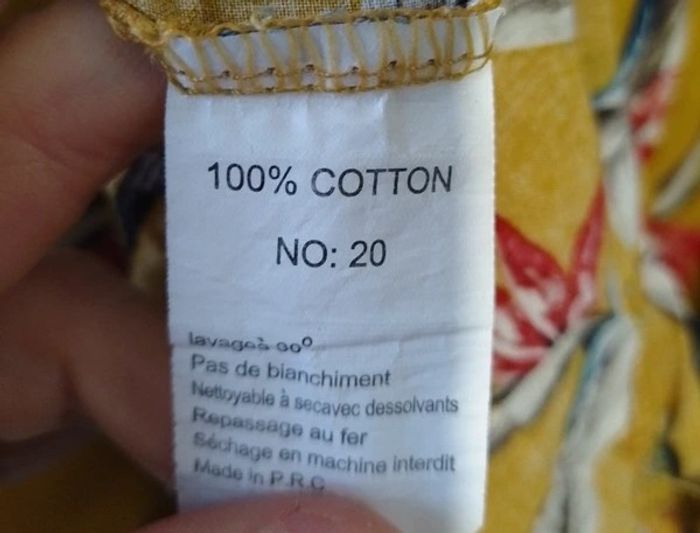 100% COTTON
NO: 20
lavageà
Pas de bianchiment
Nettoyable à secavec dessolvants
Repassage au fer
Séchage en machine interdit
Made in P.R.C